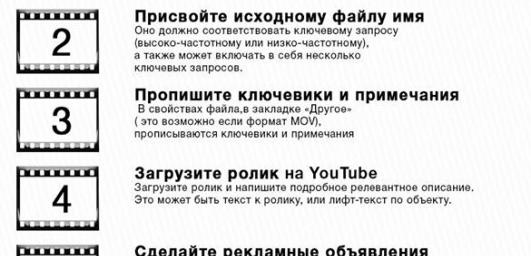 2
Присвойте исходному файлу имя
Оно должно соответствовать ключевому запросу
(высоко-частотному или низко-частотному),
а также может включать в себя несколько
ключевых запросов.
3
Пропишите ключевики и примечания
В свойствах файла,в закладке «Другое»
( это возможно если формат MOV),
прописываются ключевики и примечания
4
Загрузите ролик на YouTube
Загрузите ролик и напишите подробное релевантное описание.
Это может быть текст к ролику, или лифт-текст по объекту.
Сделайте рекламные объявления